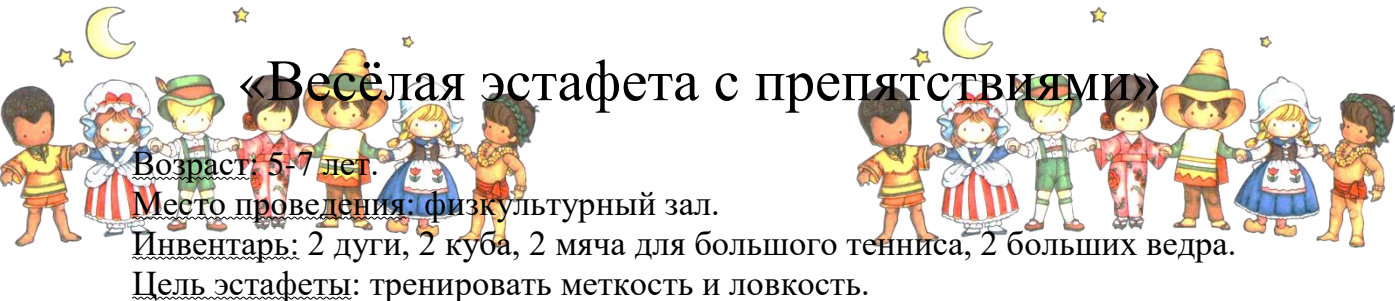 «Весёлая эстафета с препятствиями»
Возраст: 5-7 лет.
Место проведения: физкультурный зал.
Инвентарь: 2 дуги, 2 куба, 2 мяча для большого тенниса, 2 больших ведра.
Цель эстафеты: тренировать меткость и ловкость.